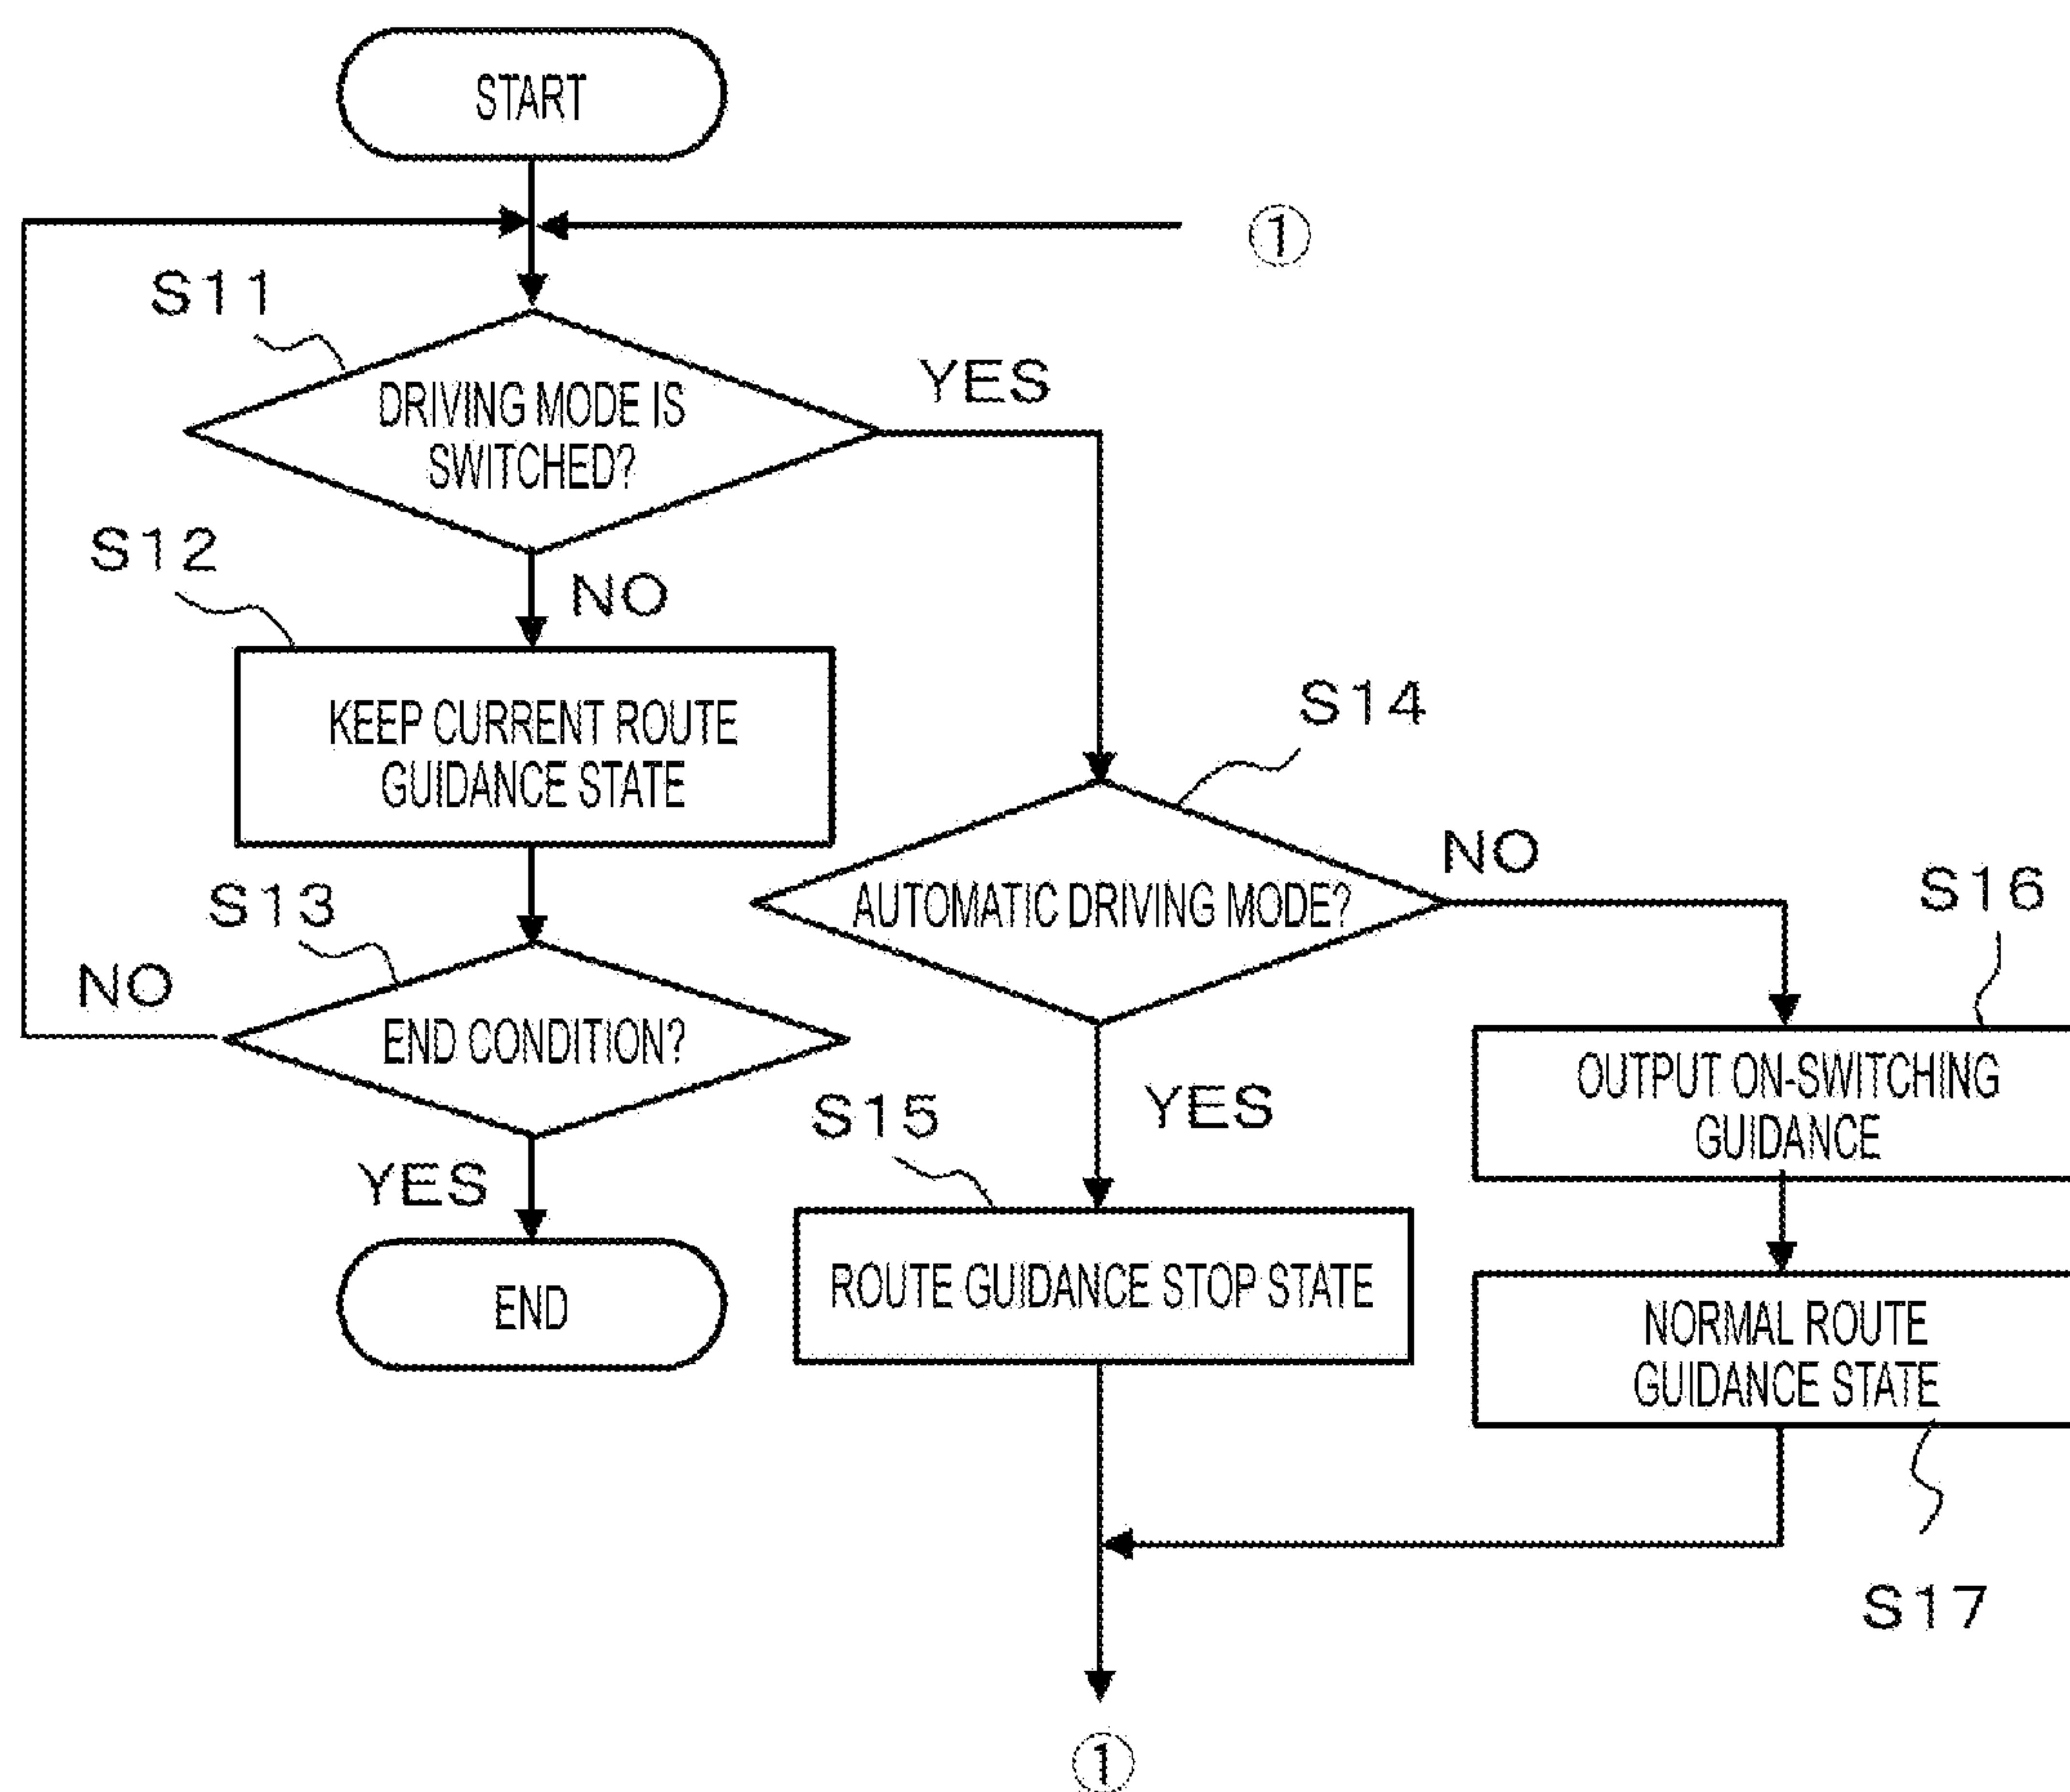 START
①
S11
DRIVING MODE IS
SWITCHED?
YES
NO
S12
KEEP CURRENT ROUTE
GUIDANCE STATE
S13
NO
END CONDITION?
YES
END
S14
AUTOMATIC DRIVING MODE?
NO
YES
S15
ROUTE GUIDANCE STOP STATE
S16
OUTPUT ON-SWITCHING
GUIDANCE
NORMAL ROUTE
GUIDANCE STATE
S17
①